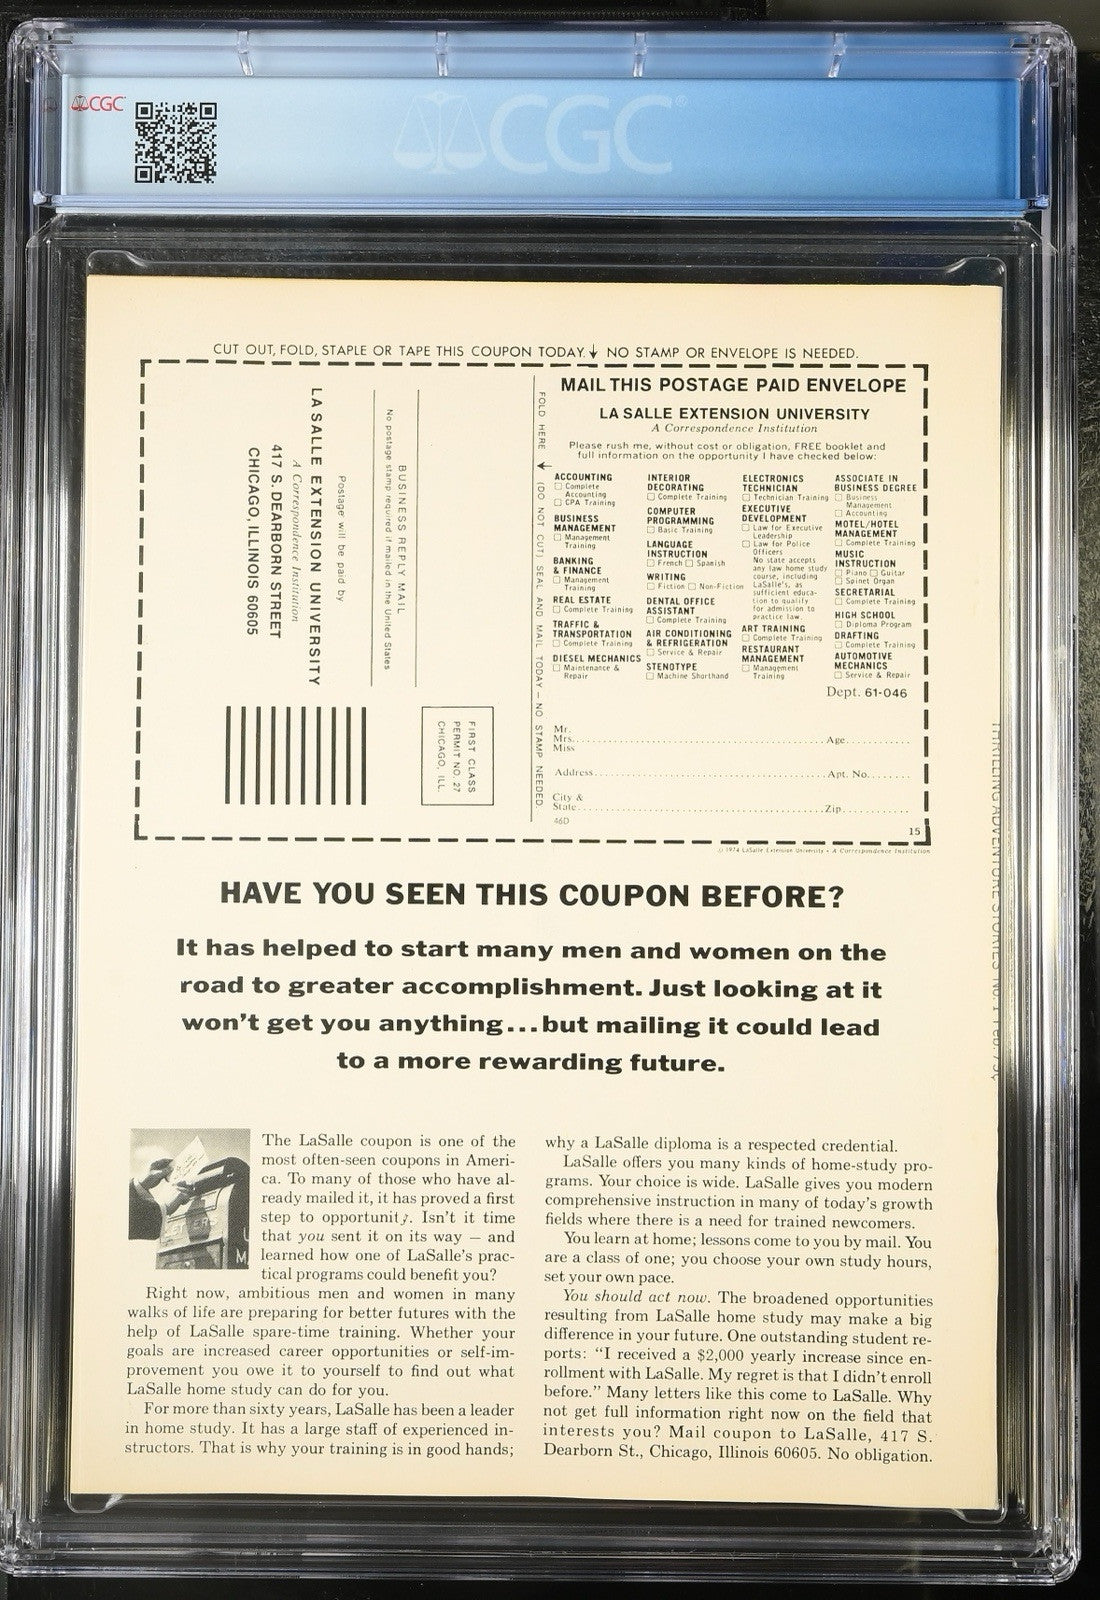 CGC
CGC
CUT OUT, FOLD, STAPLE OR TAPE THIS COUPON TODAY. NO STAMP OR ENVELOPE IS NEEDED.
BUSINESS REPLY MAIL
No postage stamp required if mailed in the United States
Postage will be paid by
LA SALLE EXTENSION UNIVERSITY
A Correspondence Institution
417 S. DEARBORN STREET
CHICAGO, ILLINOIS 60605
FIRST CLASS
PERMIT NO. 27
CHICAGO, ILL.
FOLD HERE (DO NOT CUT) SEAL AND MAIL TODAY — NO STAMP NEEDED.
MAIL THIS POSTAGE PAID ENVELOPE
LA SALLE EXTENSION UNIVERSITY
A Correspondence Institution
Please rush me, without cost or obligation, FREE booklet and
full information on the opportunity I have checked below:
ACCOUNTING
Complete
Accounting
CPA Training
BUSINESS
MANAGEMENT
Management
Training
BANKING
& FINANCE
Management
Training
REAL ESTATE
Complete Training
TRAFFIC &
TRANSPORTATION
Complete Training
DIESEL MECHANICS
Maintenance &
Repair
INTERIOR
DECORATING
Complete Training
COMPUTER
PROGRAMMING
Basic Training
LANGUAGE
INSTRUCTION
French Spanish
WRITING
Fiction Non-Fiction
DENTAL OFFICE
ASSISTANT
Complete Training
AIR CONDITIONING
& REFRIGERATION
Service & Repair
STENOTYPE
Machine Shorthand
ELECTRONICS
TECHNICIAN
Technician Training
EXECUTIVE
DEVELOPMENT
Law for Executive
Leadership
Law for Police
Officers
No state accepts
any law home study
course, including
LaSalle's, as
sufficient educa-
tion to qualify
for admission to
practice law.
ART TRAINING
Complete Training
RESTAURANT
MANAGEMENT
Management
Training
ASSOCIATE IN
BUSINESS DEGREE
Business
Management
Accounting
MOTEL/HOTEL
MANAGEMENT
Complete Training
MUSIC
INSTRUCTION
Piano Guitar
Spinet Organ
SECRETARIAL
Complete Training
HIGH SCHOOL
Diploma Program
DRAFTING
Complete Training
AUTOMOTIVE
MECHANICS
Service & Repair
Dept. 61-046
Mr.
Mrs. Age
Miss
Address Apt. No.
City &
State Zip
46D
15
© 1974 LaSalle Extension University • A Correspondence Institution
HAVE YOU SEEN THIS COUPON BEFORE?
It has helped to start many men and women on the
road to greater accomplishment. Just looking at it
won't get you anything...but mailing it could lead
to a more rewarding future.
The LaSalle coupon is one of the
most often-seen coupons in Ameri-
ca. To many of those who have al-
ready mailed it, it has proved a first
step to opportunity. Isn't it time
that you sent it on its way — and
learned how one of LaSalle's prac-
tical programs could benefit you?
Right now, ambitious men and women in many
walks of life are preparing for better futures with the
help of LaSalle spare-time training. Whether your
goals are increased career opportunities or self-im-
provement you owe it to yourself to find out what
LaSalle home study can do for you.
For more than sixty years, LaSalle has been a leader
in home study. It has a large staff of experienced in-
structors. That is why your training is in good hands;
why a LaSalle diploma is a respected credential.
LaSalle offers you many kinds of home-study pro-
grams. Your choice is wide. LaSalle gives you modern
comprehensive instruction in many of today's growth
fields where there is a need for trained newcomers.
You learn at home; lessons come to you by mail. You
are a class of one; you choose your own study hours,
set your own pace.
You should act now. The broadened opportunities
resulting from LaSalle home study may make a big
difference in your future. One outstanding student re-
ports: "I received a $2,000 yearly increase since en-
rollment with LaSalle. My regret is that I didn't enroll
before." Many letters like this come to LaSalle. Why
not get full information right now on the field that
interests you? Mail coupon to LaSalle, 417 S.
Dearborn St., Chicago, Illinois 60605. No obligation.
THRILLING ADVENTURE STORIES No. 1 Feb.